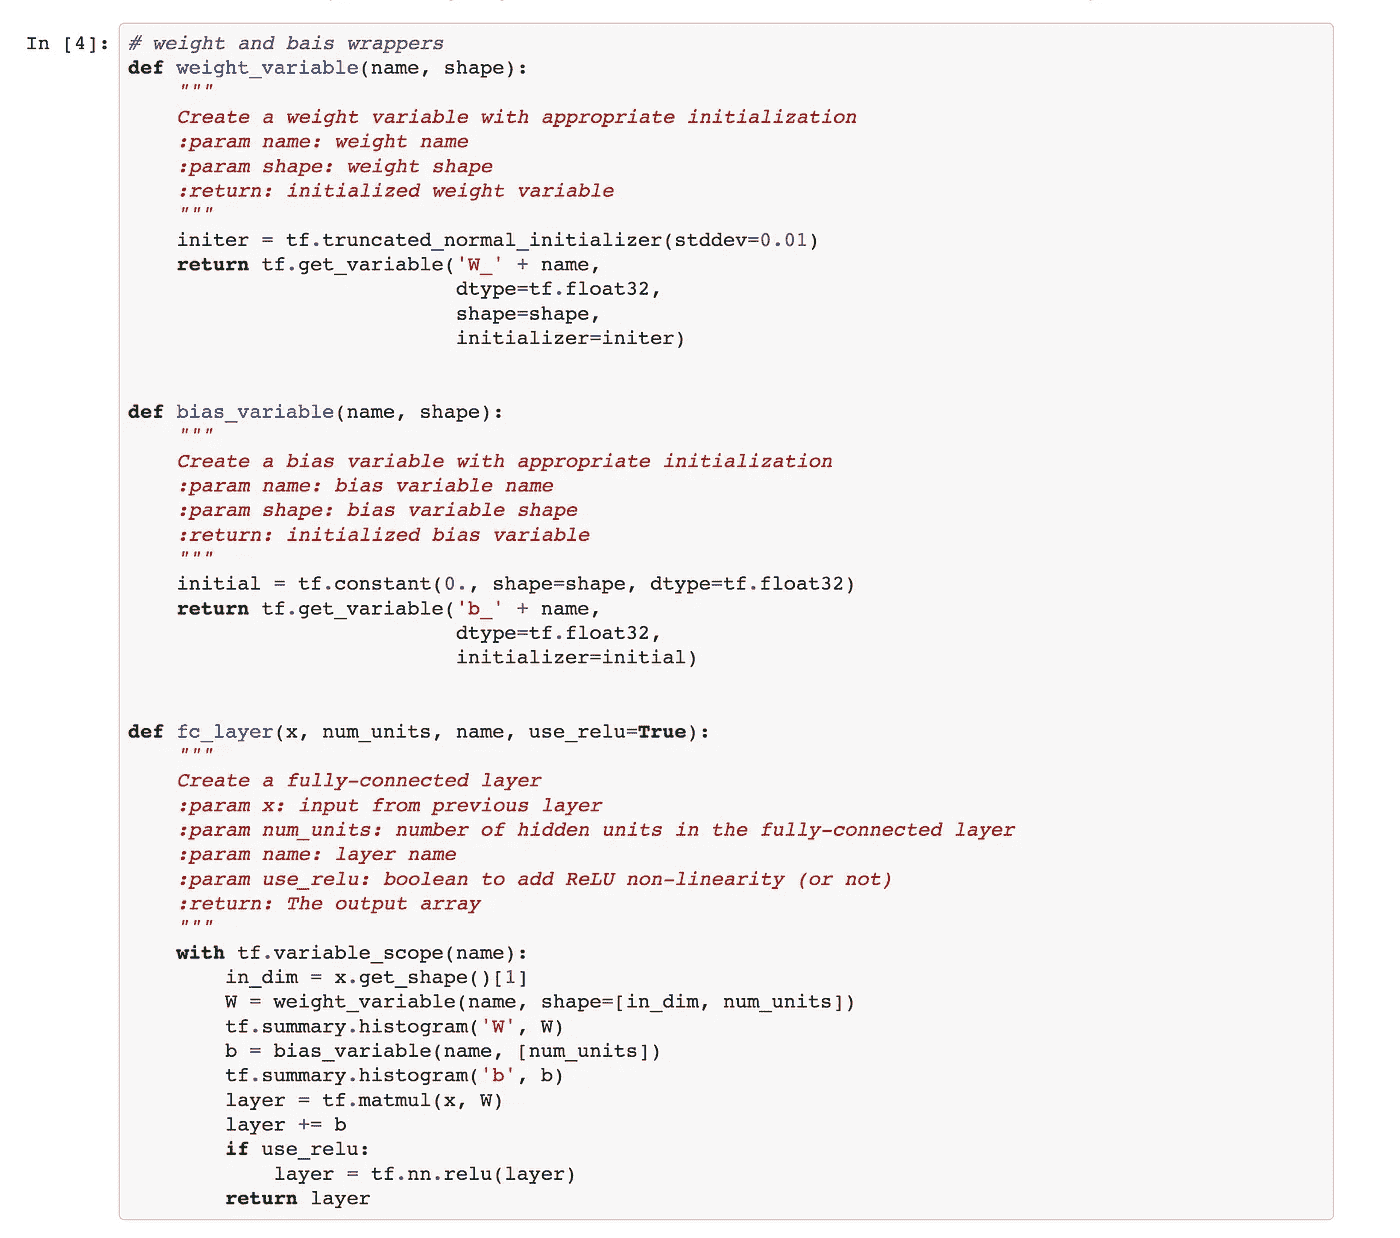 In [4]: # weight and bais wrappers
def weight_variable(name, shape):
    """
    Create a weight variable with appropriate initialization
    :param name: weight name
    :param shape: weight shape
    :return: initialized weight variable
    """
    initer = tf.truncated_normal_initializer(stddev=0.01)
    return tf.get_variable('W_' + name,
                           dtype=tf.float32,
                           shape=shape,
                           initializer=initer)
def bias_variable(name, shape):
    """
    Create a bias variable with appropriate initialization
    :param name: bias variable name
    :param shape: bias variable shape
    :return: initialized bias variable
    """
    initial = tf.constant(0., shape=shape, dtype=tf.float32)
    return tf.get_variable('b_' + name,
                           dtype=tf.float32,
                           initializer=initial)
def fc_layer(x, num_units, name, use_relu=True):
    """
    Create a fully-connected layer
    :param x: input from previous layer
    :param num_units: number of hidden units in the fully-connected layer
    :param name: layer name
    :param use_relu: boolean to add ReLU non-linearity (or not)
    :return: The output array
    """
    with tf.variable_scope(name):
        in_dim = x.get_shape()[1]
        W = weight_variable(name, shape=[in_dim, num_units])
        tf.summary.histogram('W', W)
        b = bias_variable(name, [num_units])
        tf.summary.histogram('b', b)
        layer = tf.matmul(x, W)
        layer += b
        if use_relu:
            layer = tf.nn.relu(layer)
        return layer